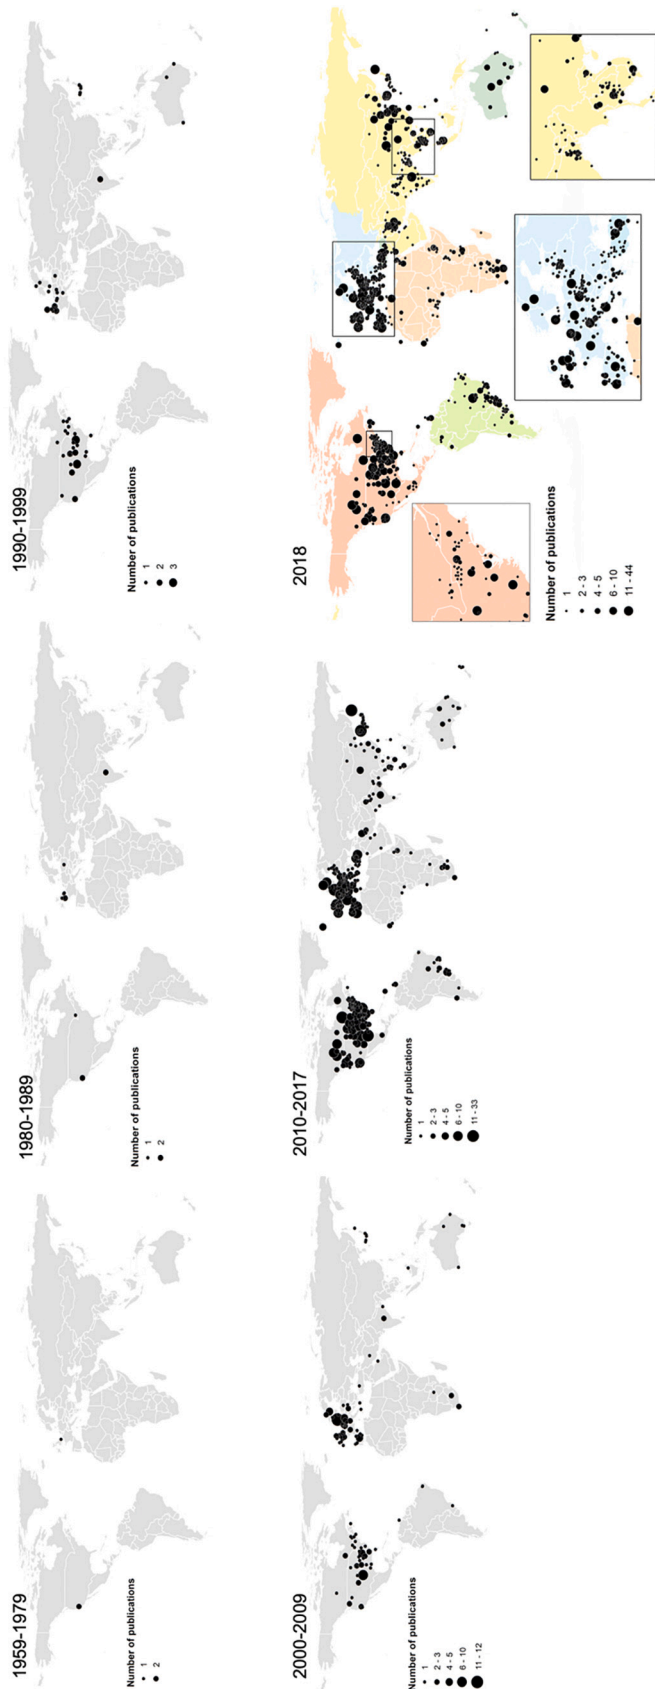 1959-1979
Number of publications
1
2
1980-1989
Number of publications
1
2
1990-1999
Number of publications
1
2
3
2000-2009
Number of publications
1
2 - 3
4 - 5
6 - 10
11 - 12
2010-2017
Number of publications
1
2 - 3
4 - 5
6 - 10
11 - 33
2018
Number of publications
1
2 - 3
4 - 5
6 - 10
11 - 44